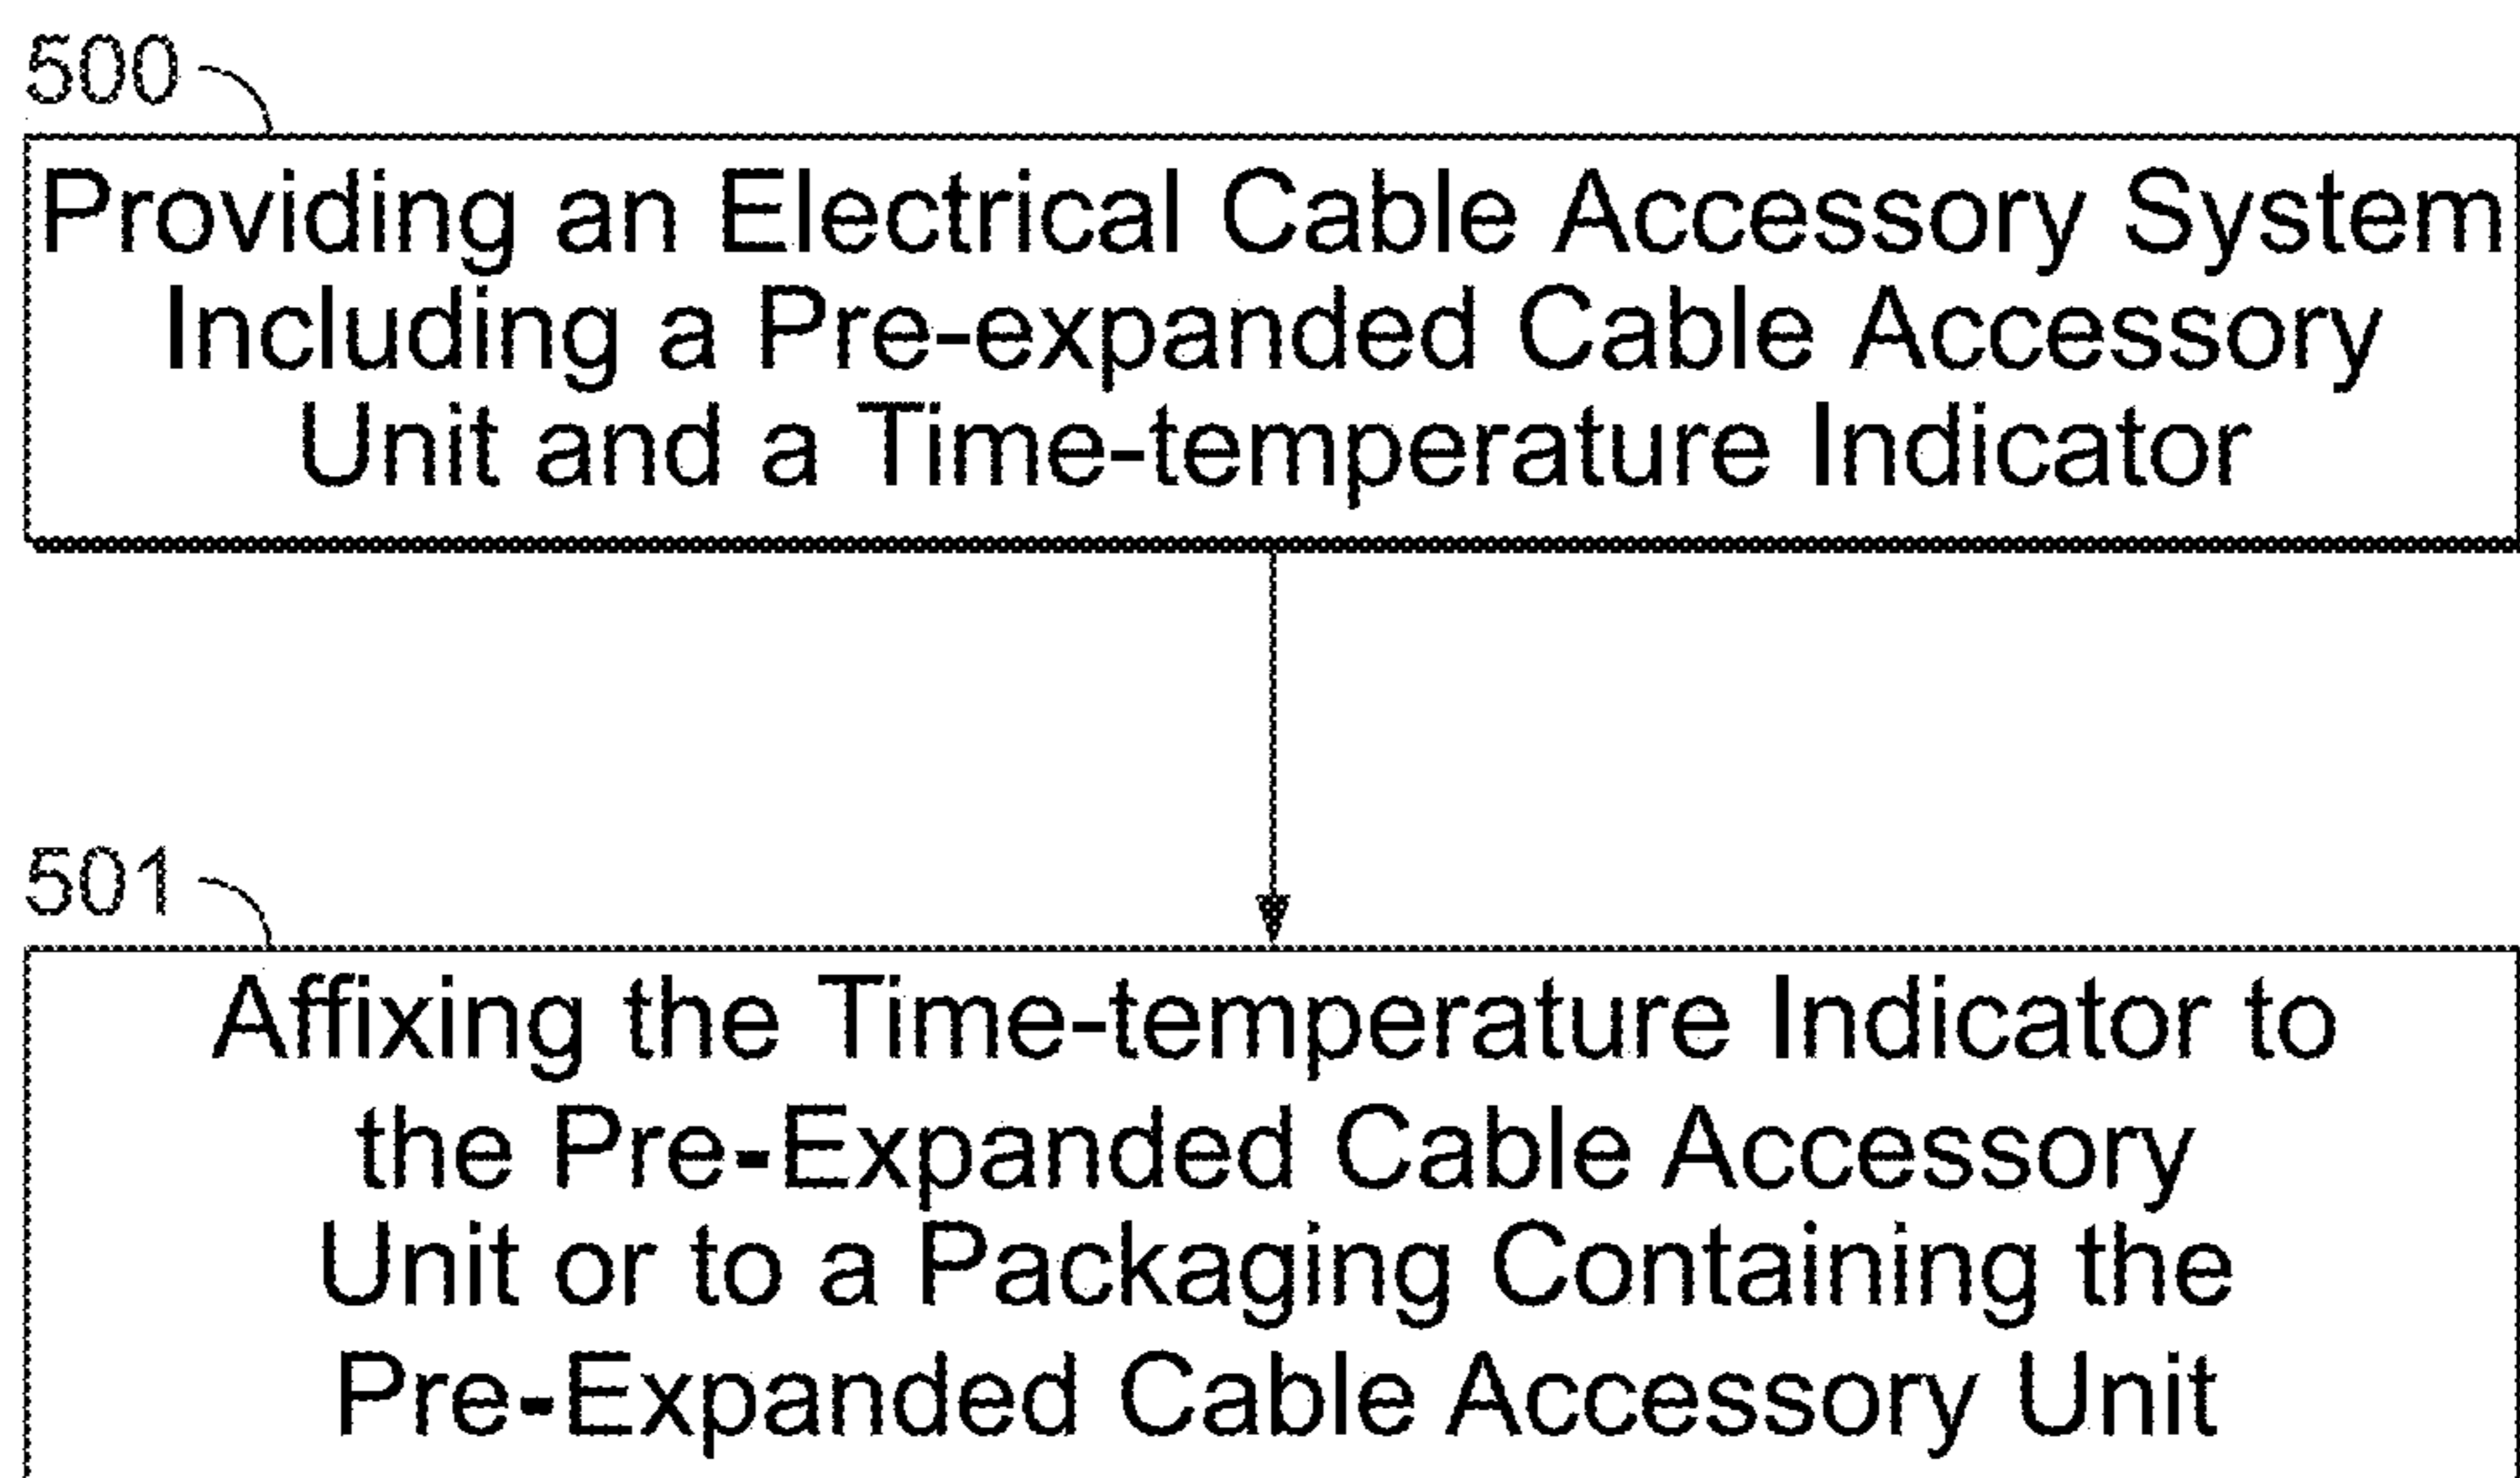 500
Providing an Electrical Cable Accessory System
Including a Pre-expanded Cable Accessory
Unit and a Time-temperature Indicator
501
Affixing the Time-temperature Indicator to
the Pre-Expanded Cable Accessory
Unit or to a Packaging Containing the
Pre-Expanded Cable Accessory Unit